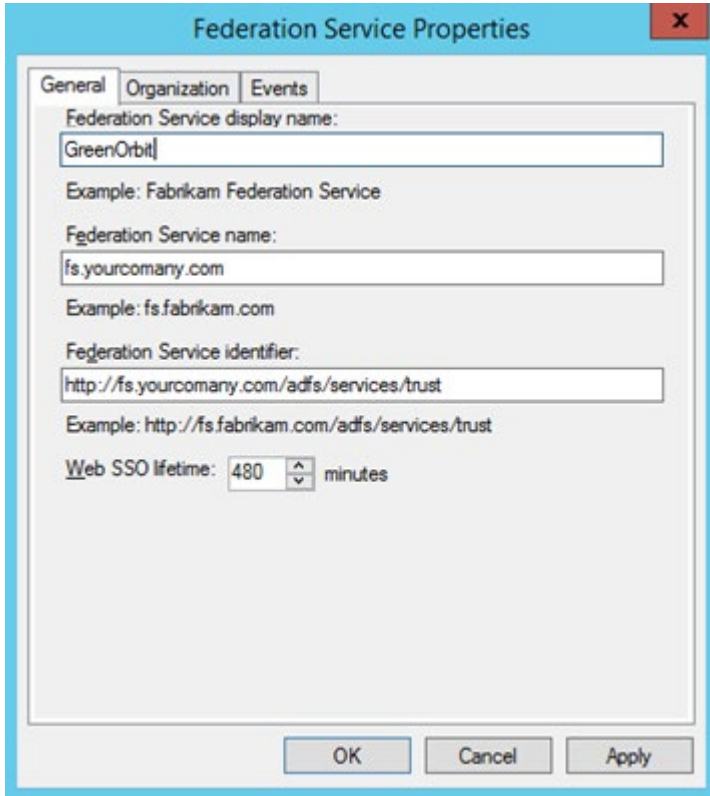 Federation Service Properties
x
General Organization Events
Federation Service display name:
GreenOrbit
Example: Fabrikam Federation Service
Federation Service name:
fs.yourcomany.com
Example: fs.fabrikam.com
Federation Service identifier:
http://fs.yourcomany.com/adfs/services/trust
Example: http://fs.fabrikam.com/adfs/services/trust
Web SSO lifetime: 480 minutes
OK Cancel Apply